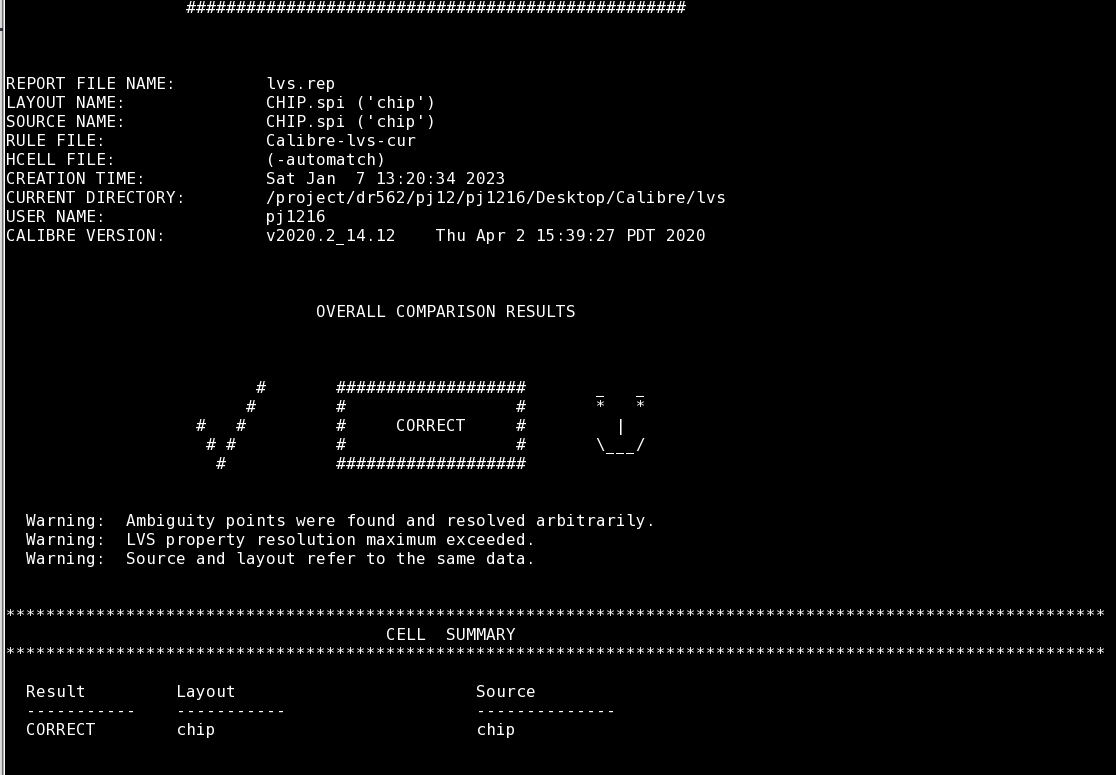 ##################################################
REPORT FILE NAME:         lvs.rep
LAYOUT NAME:              CHIP.spi ('chip')
SOURCE NAME:              CHIP.spi ('chip')
RULE FILE:                Calibre-lvs-cur
HCELL FILE:               (-automatch)
CREATION TIME:            Sat Jan  7 13:20:34 2023
CURRENT DIRECTORY:        /project/dr562/pj12/pj1216/Desktop/Calibre/lvs
USER NAME:                pj1216
CALIBRE VERSION:          v2020.2_14.12    Thu Apr 2 15:39:27 PDT 2020
OVERALL COMPARISON RESULTS
                         #       ###################       _   _
                        #        #                 #       *   *
                   #   #         #     CORRECT     #         |
                    # #          #                 #       \___/
                     #           ###################
  Warning:  Ambiguity points were found and resolved arbitrarily.
  Warning:  LVS property resolution maximum exceeded.
  Warning:  Source and layout refer to the same data.
**************************************************************************************************************
                                      CELL  SUMMARY
**************************************************************************************************************
  Result         Layout                        Source
  -----------    -----------                   --------------
  CORRECT        chip                          chip